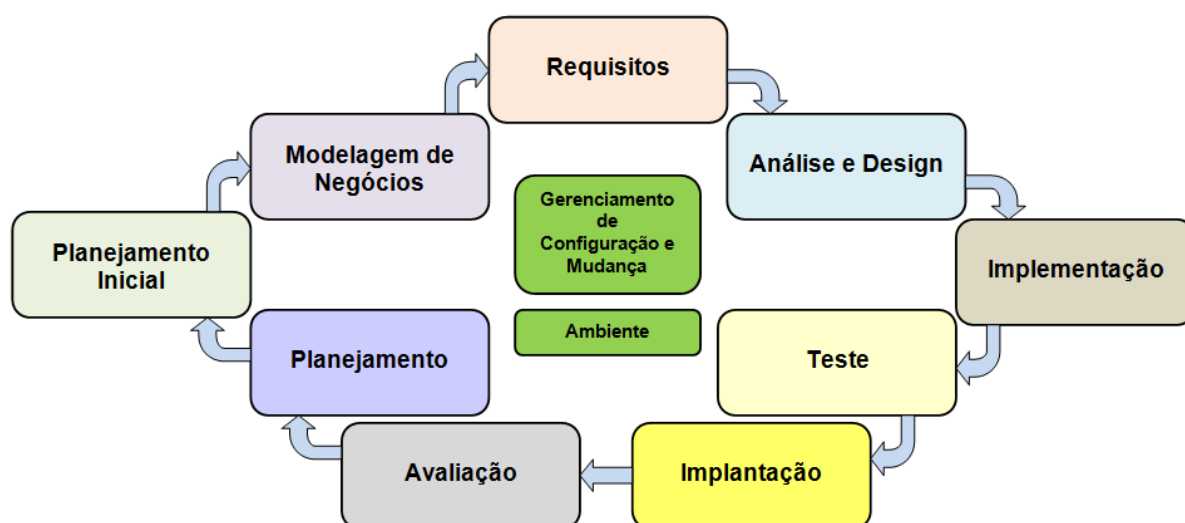 Requisitos
Modelagem de
Negócios
Análise e Design
Gerenciamento
de
Configuração e
Mudança
Planejamento
Inicial
Implementação
Ambiente
Planejamento
Teste
Avaliação
Implantação